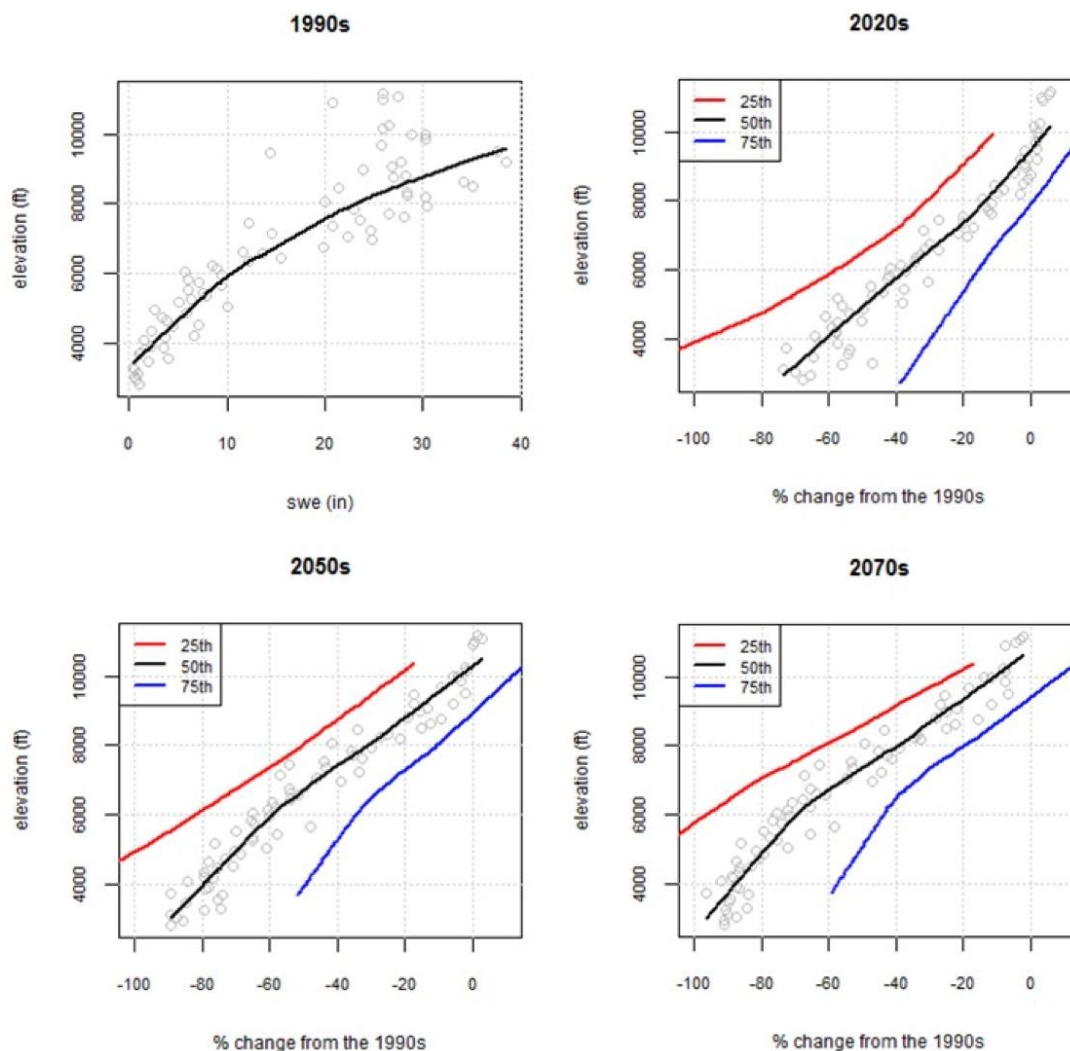 1990s
elevation (ft)
10000
8000
6000
4000
0 10 20 30 40
swe (in)
2020s
25th
50th
75th
elevation (ft)
10000
8000
6000
4000
-100 -80 -60 -40 -20 0
% change from the 1990s
2050s
25th
50th
75th
elevation (ft)
10000
8000
6000
4000
-100 -80 -60 -40 -20 0
% change from the 1990s
2070s
25th
50th
75th
elevation (ft)
10000
8000
6000
4000
-100 -80 -60 -40 -20 0
% change from the 1990s